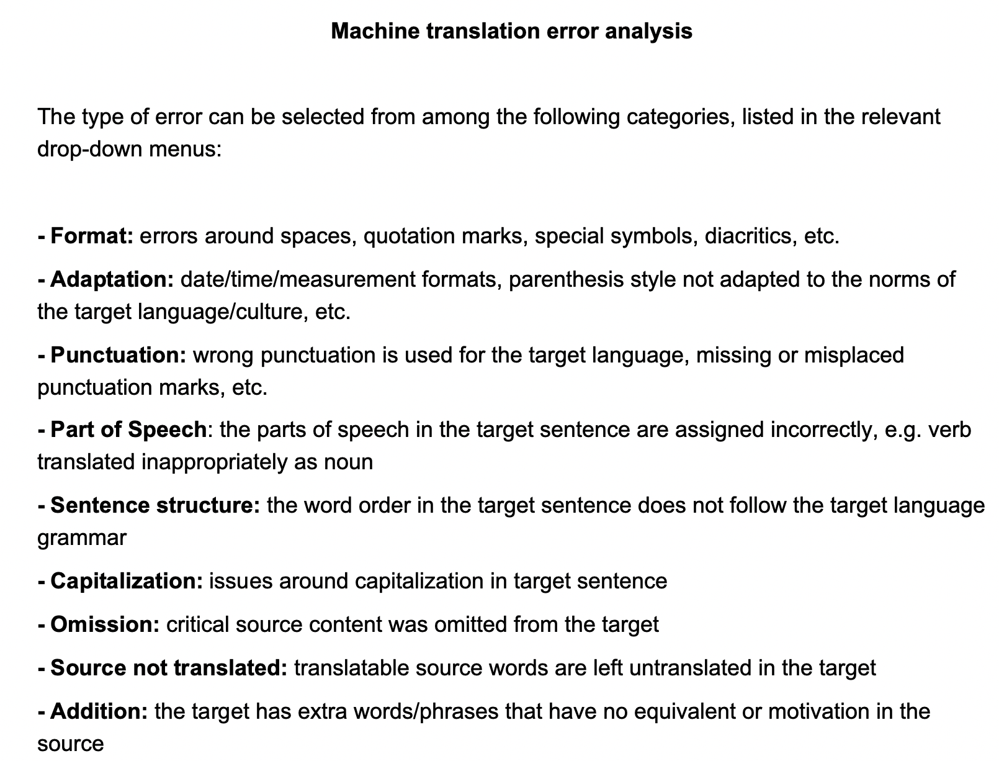 Machine translation error analysis
The type of error can be selected from among the following categories, listed in the relevant
drop-down menus:
- Format: errors around spaces, quotation marks, special symbols, diacritics, etc.
- Adaptation: date/time/measurement formats, parenthesis style not adapted to the norms of
the target language/culture, etc.
- Punctuation: wrong punctuation is used for the target language, missing or misplaced
punctuation marks, etc.
- Part of Speech: the parts of speech in the target sentence are assigned incorrectly, e.g. verb
translated inappropriately as noun
- Sentence structure: the word order in the target sentence does not follow the target language
grammar
- Capitalization: issues around capitalization in target sentence
- Omission: critical source content was omitted from the target
- Source not translated: translatable source words are left untranslated in the target
- Addition: the target has extra words/phrases that have no equivalent or motivation in the
source